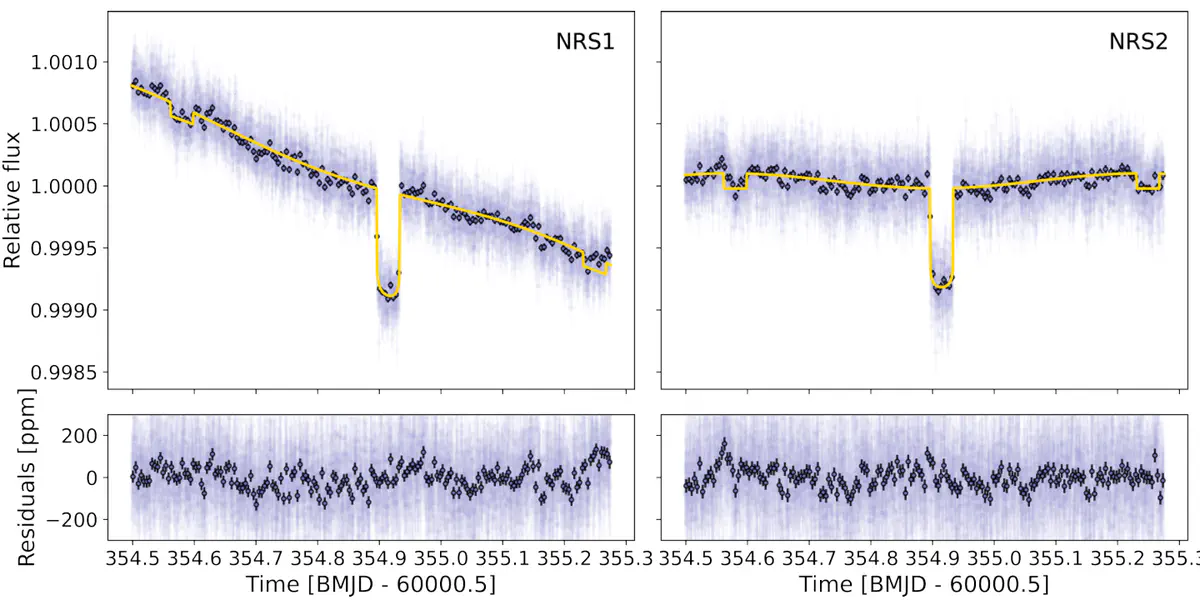 NRS1
NRS2
Relative flux
1.0010
1.0005
1.0000
0.9995
0.9990
0.9985
Residuals [ppm]
200
0
−200
354.5 354.6 354.7 354.8 354.9 355.0 355.1 355.2 355.3
354.5 354.6 354.7 354.8 354.9 355.0 355.1 355.2 355.3
Time [BMJD - 60000.5]
Time [BMJD - 60000.5]